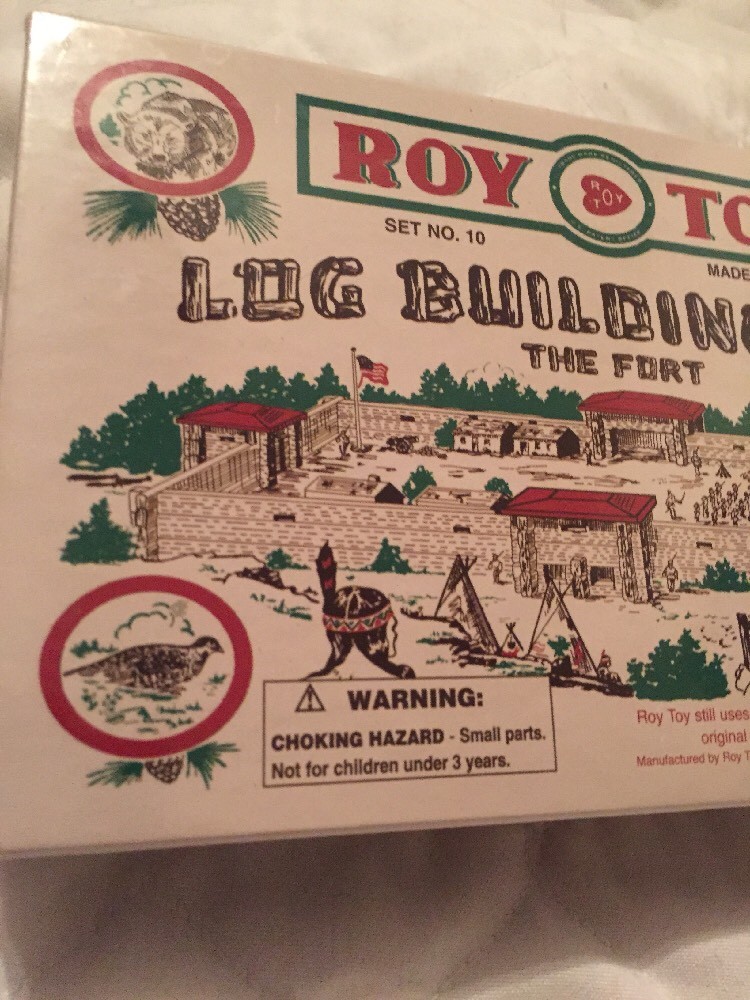 ROY TO
ROY
T
SET NO. 10
MADE
LOG BUILDING
THE FORT
WARNING:
CHOKING HAZARD - Small parts.
Not for children under 3 years.
Roy Toy still uses
original
Manufactured by Roy T